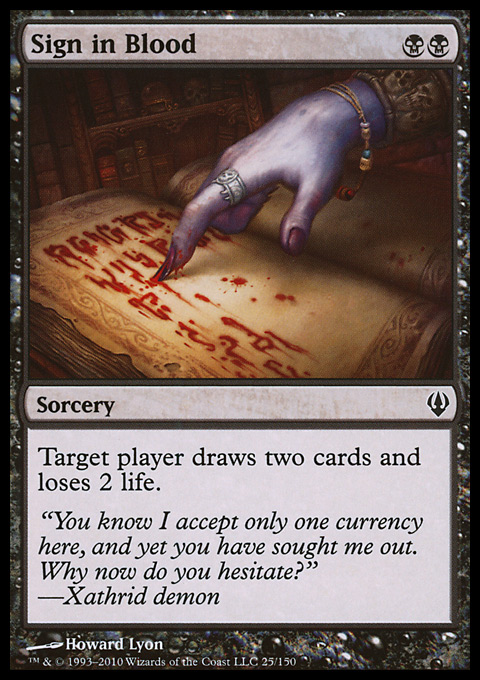 Sign in Blood
Sorcery
Target player draws two cards and
loses 2 life.
“You know I accept only one currency
here, and yet you have sought me out.
Why now do you hesitate?”
—Xathrid demon
Howard Lyon
™ & © 1993–2010 Wizards of the Coast LLC 25/150